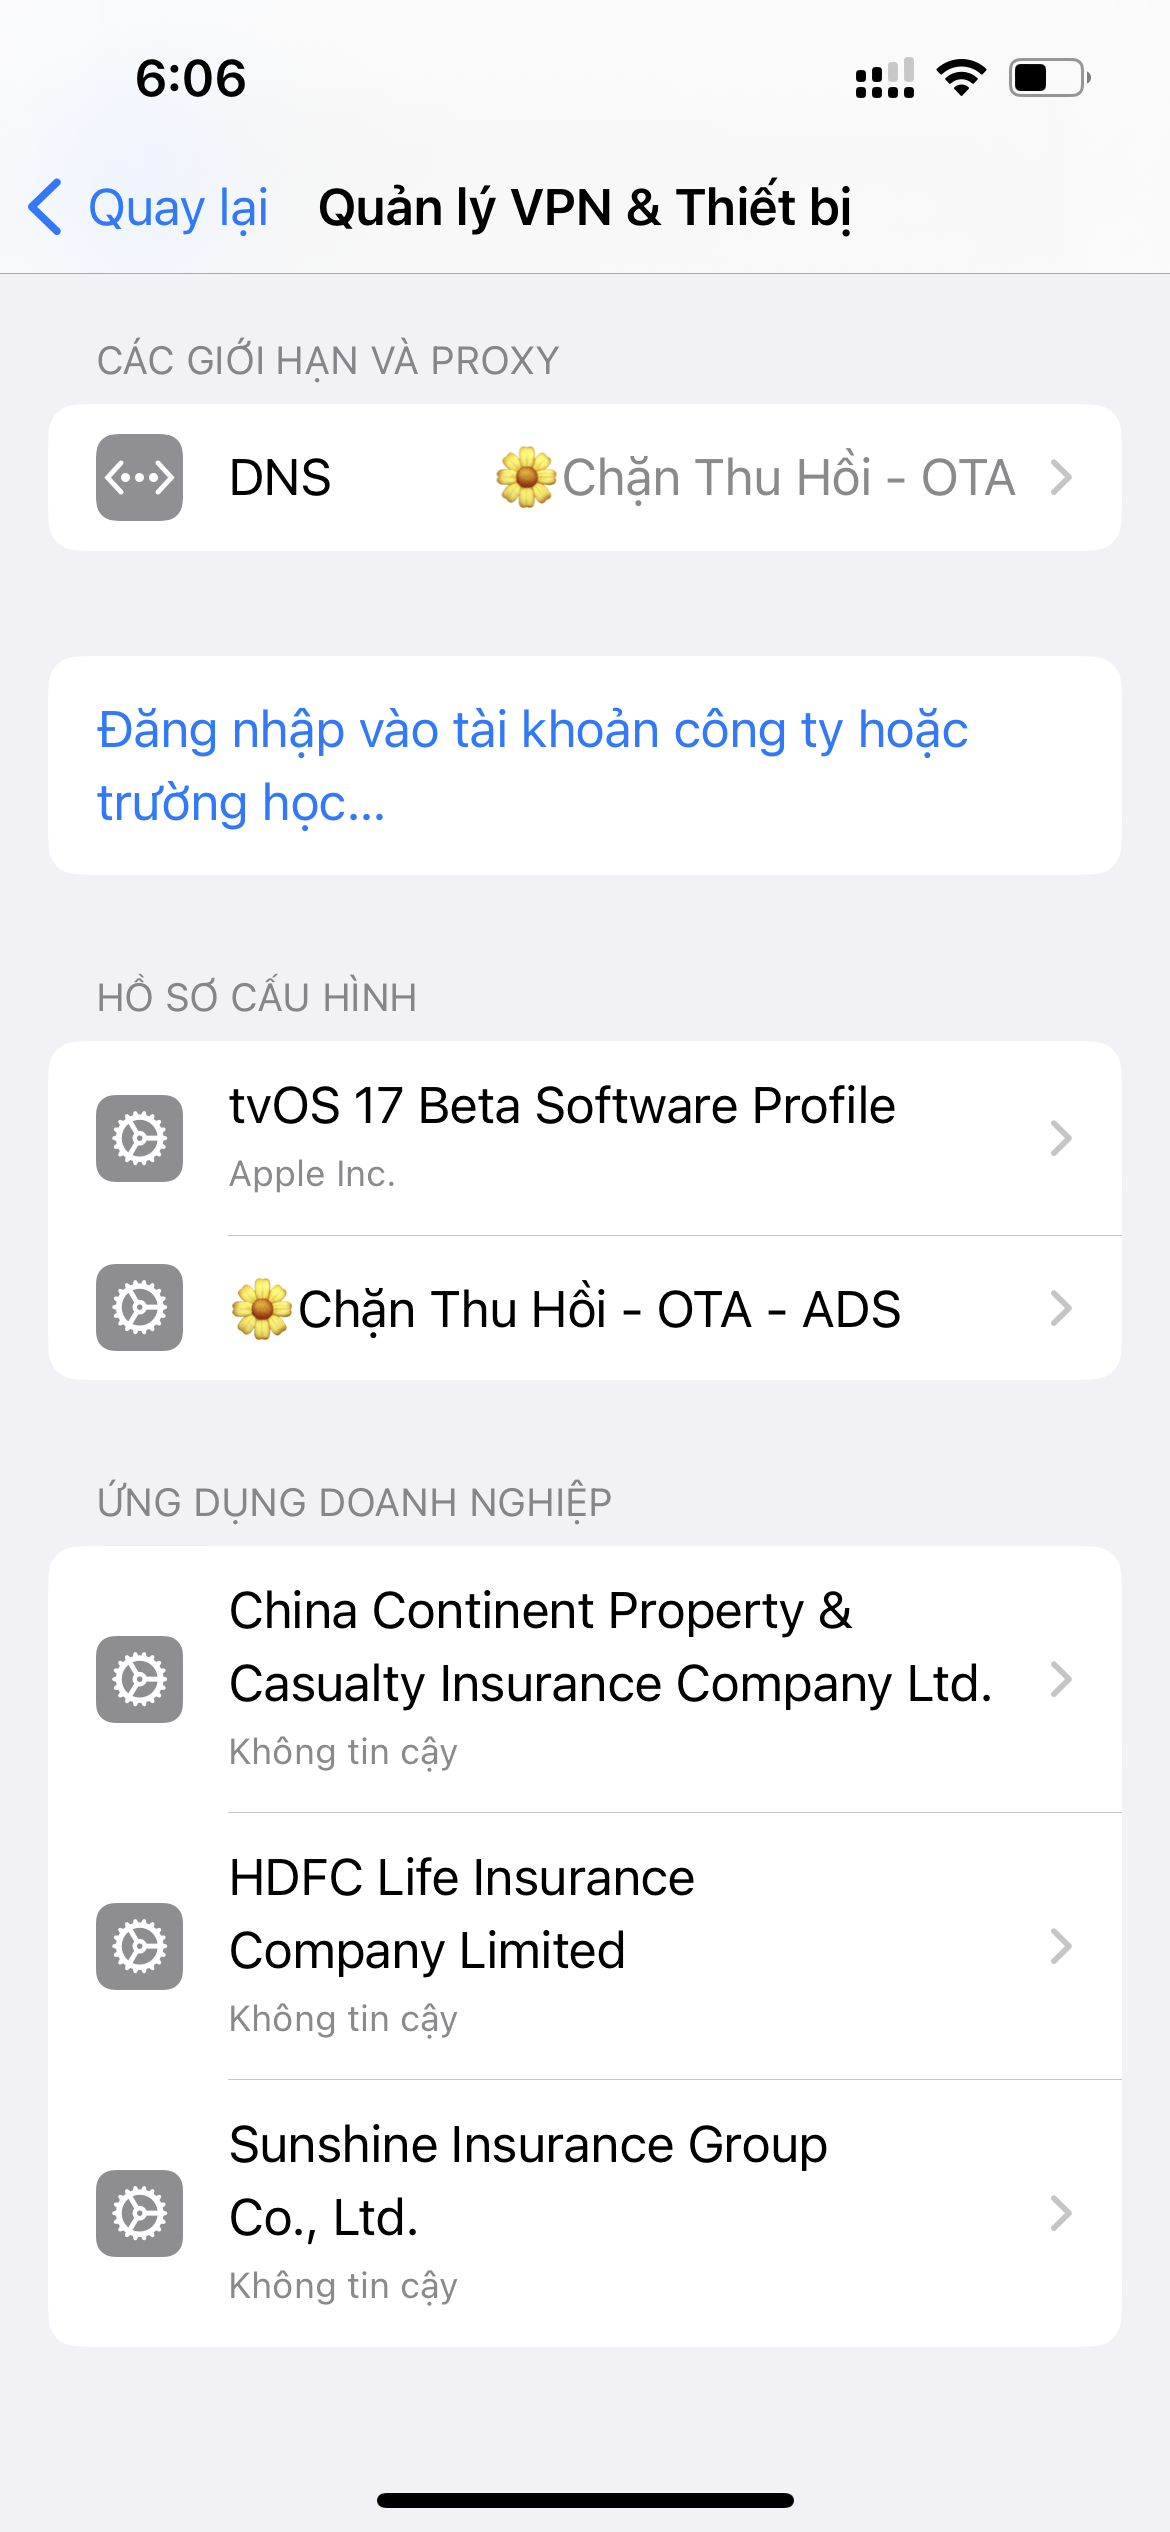 6:06
Quay lại
Quản lý VPN & Thiết bị
CÁC GIỚI HẠN VÀ PROXY
DNS
🌼Chặn Thu Hồi - OTA
Đăng nhập vào tài khoản công ty hoặc
trường học...
HỒ SƠ CẤU HÌNH
tvOS 17 Beta Software Profile
Apple Inc.
🌼Chặn Thu Hồi - OTA - ADS
ỨNG DỤNG DOANH NGHIỆP
China Continent Property &
Casualty Insurance Company Ltd.
Không tin cậy
HDFC Life Insurance
Company Limited
Không tin cậy
Sunshine Insurance Group
Co., Ltd.
Không tin cậy